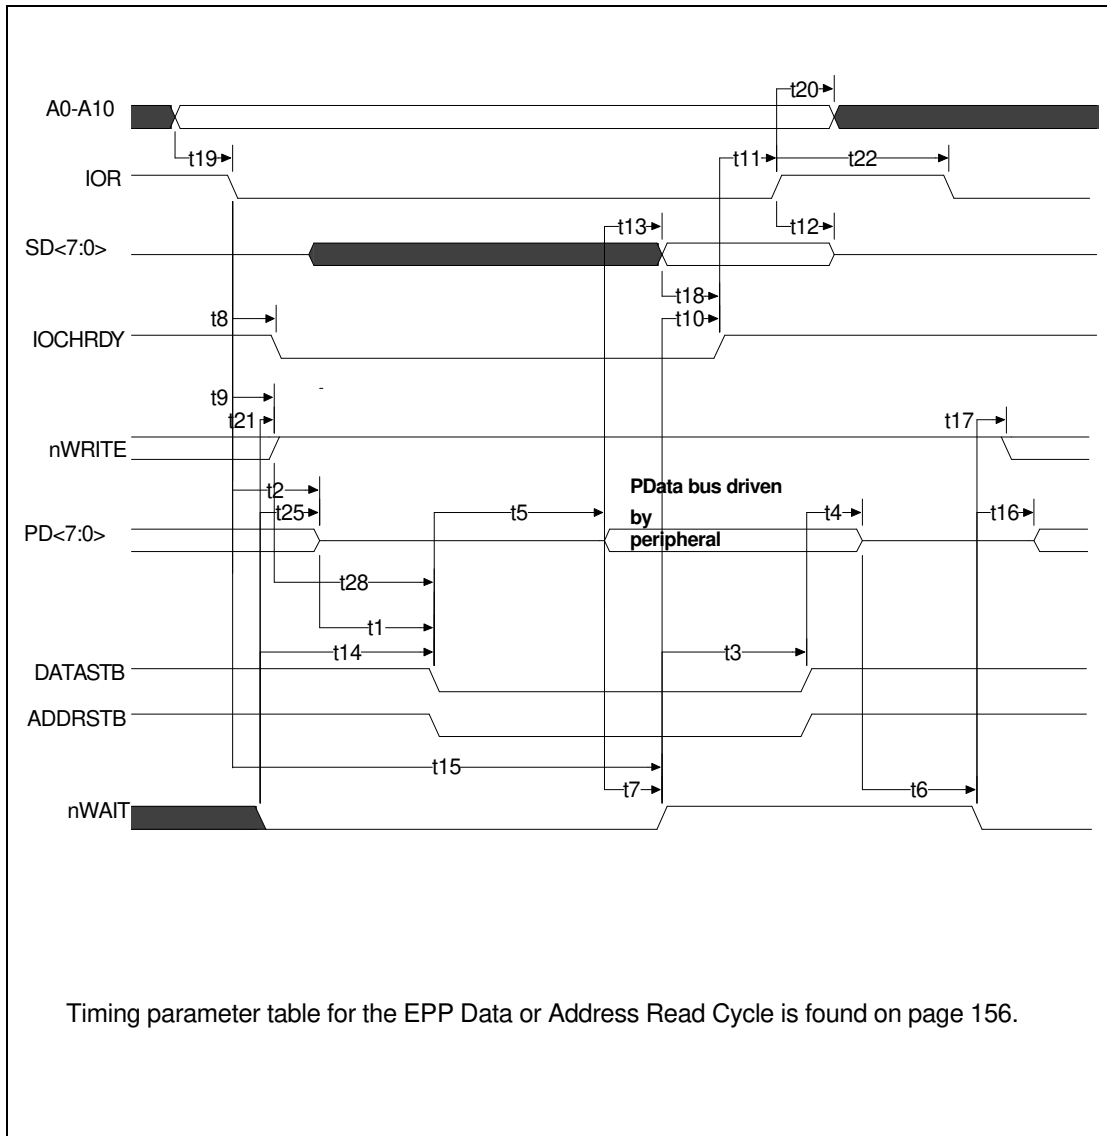 t20
A0-A10
t19
t11
t22
IOR
t13
t12
SD<7:0>
t18
t8
t10
IOCHRDY
t9
t21
t17
nWRITE
t2
PData bus driven
t25
t5
by
t4
t16
PD<7:0>
peripheral
t28
t1
t14
t3
DATASTB
ADDRSTB
t15
t7
t6
nWAIT
Timing parameter table for the EPP Data or Address Read Cycle is found on page 156.